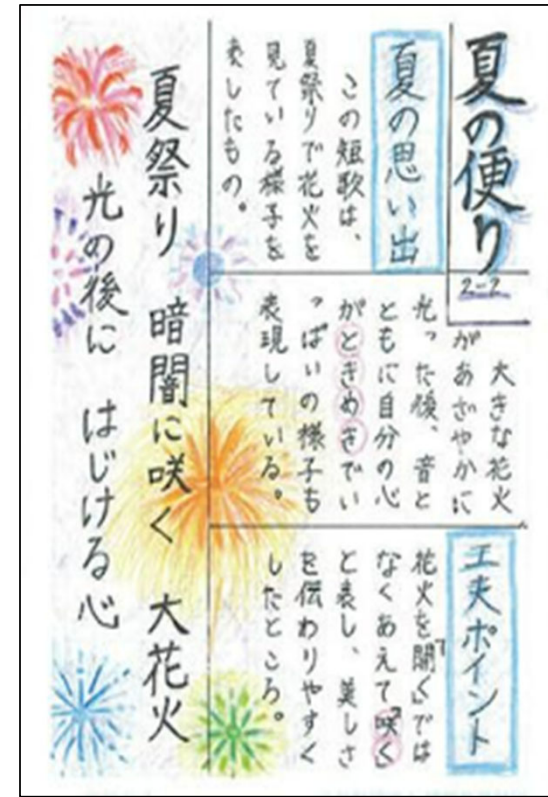 夏の便り
2-2
夏の思い出
この短歌は、
夏祭りで花火を
見ている様子を
表したもの。
大きな花火
があざやかに
光った後、音と
ともに自分の心
がときめきでい
っぱいの様子も
表現している。
工夫ポイント
花火を「開く」では
なくあえて「咲く」
と表し、美しさ
を伝わりやすく
したところ。
夏祭り 暗闇に咲く 大花火
光の後に はじける心